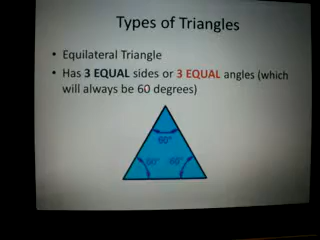 Types of Triangles
• Equilateral Triangle
• Has 3 EQUAL sides or 3 EQUAL angles (which
will always be 60 degrees)
60°
60° 60°